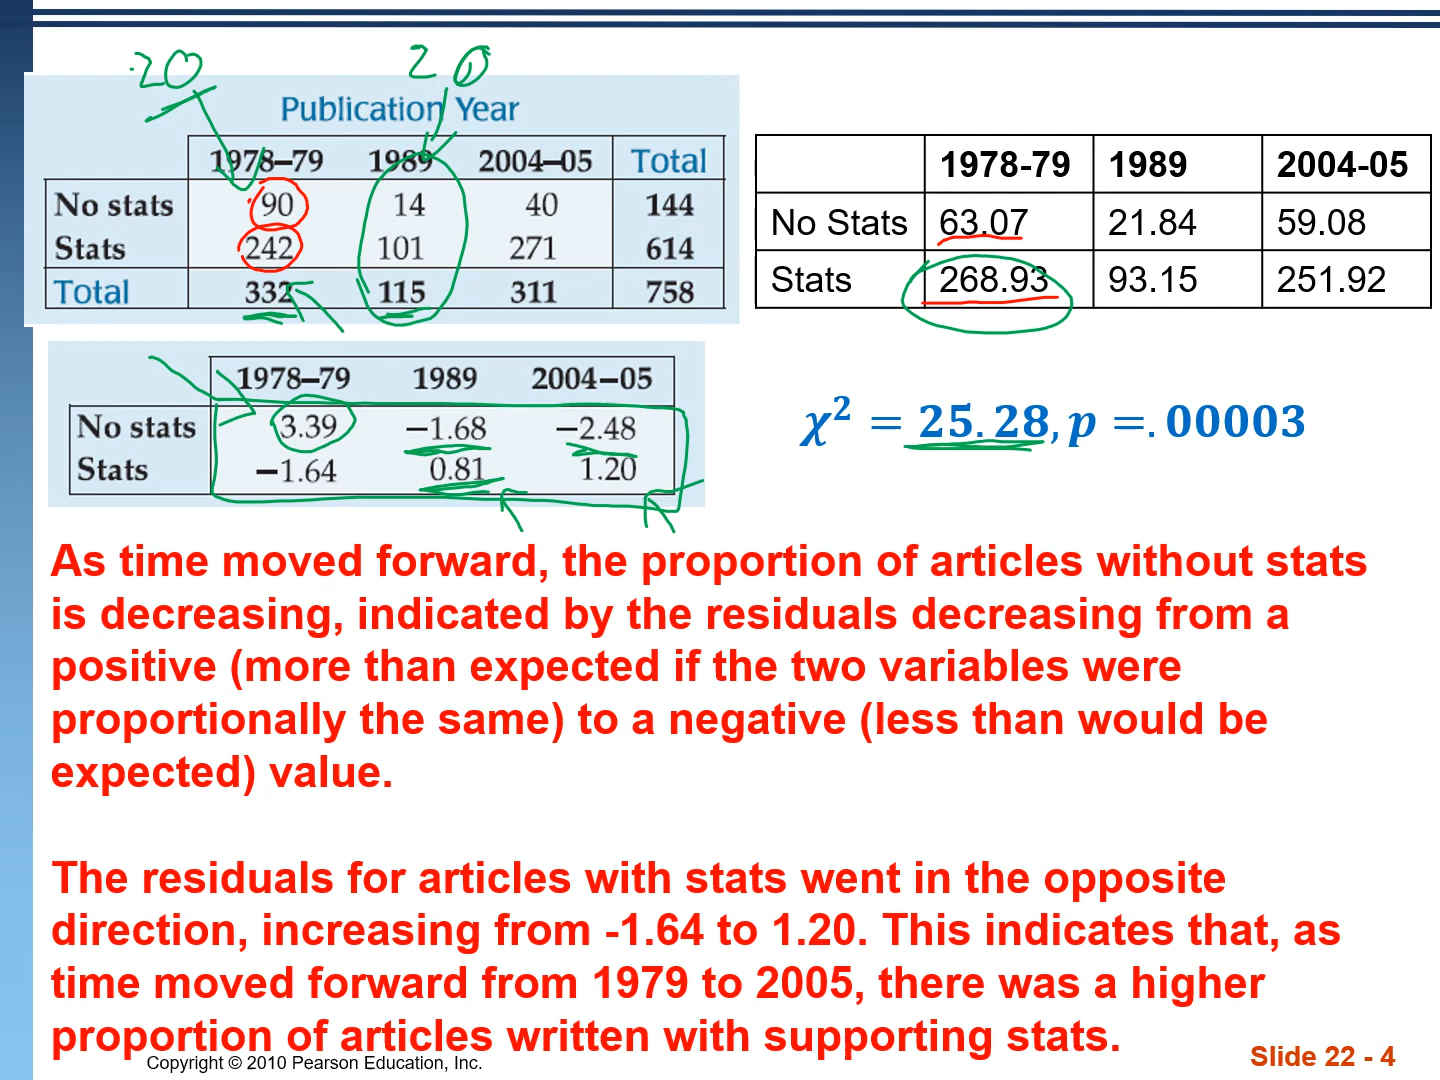 20
20
Publication Year
1978–79 1989 2004–05 Total
No stats 90 14 40 144
Stats 242 101 271 614
Total 332 115 311 758
1978-79 1989 2004-05
No Stats 63.07 21.84 59.08
Stats 268.93 93.15 251.92
1978–79 1989 2004–05
No stats 3.39 −1.68 −2.48
Stats −1.64 0.81 1.20
χ² = 25.28, p =.00003
As time moved forward, the proportion of articles without stats
is decreasing, indicated by the residuals decreasing from a
positive (more than expected if the two variables were
proportionally the same) to a negative (less than would be
expected) value.
The residuals for articles with stats went in the opposite
direction, increasing from -1.64 to 1.20. This indicates that, as
time moved forward from 1979 to 2005, there was a higher
proportion of articles written with supporting stats.
Copyright © 2010 Pearson Education, Inc.
Slide 22 - 4